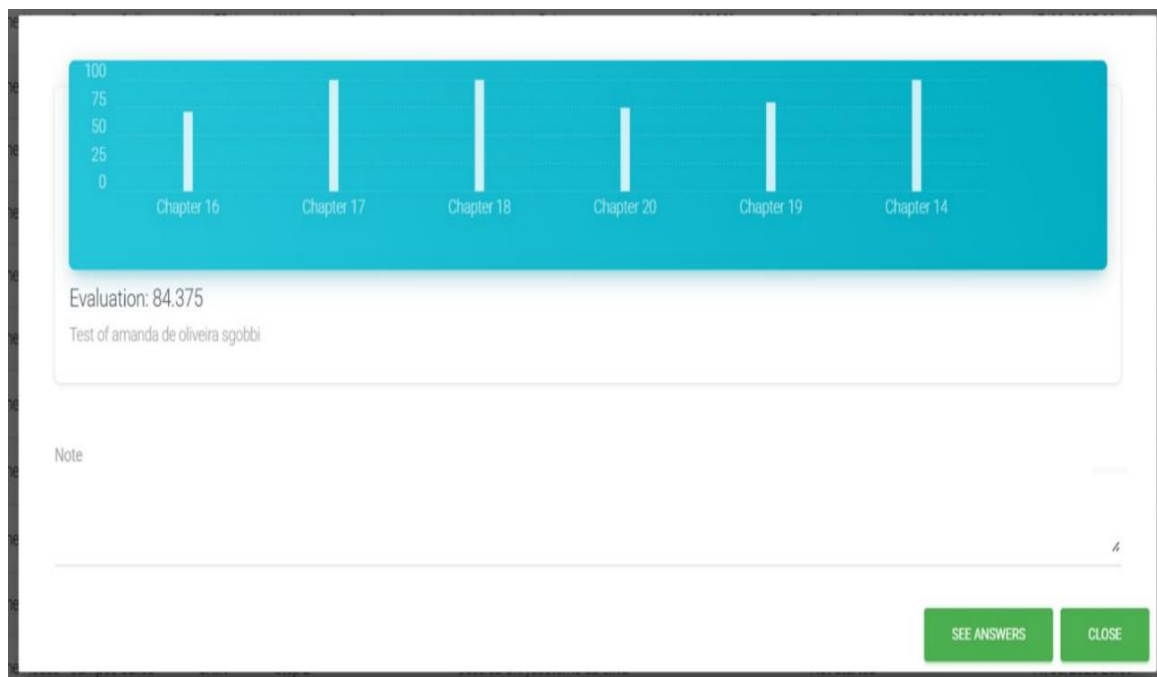 100
75
50
25
0
Chapter 16 Chapter 17 Chapter 18 Chapter 20 Chapter 19 Chapter 14
Evaluation: 84.375
Test of amanda de oliveira sgobbi
Note
SEE ANSWERS CLOSE